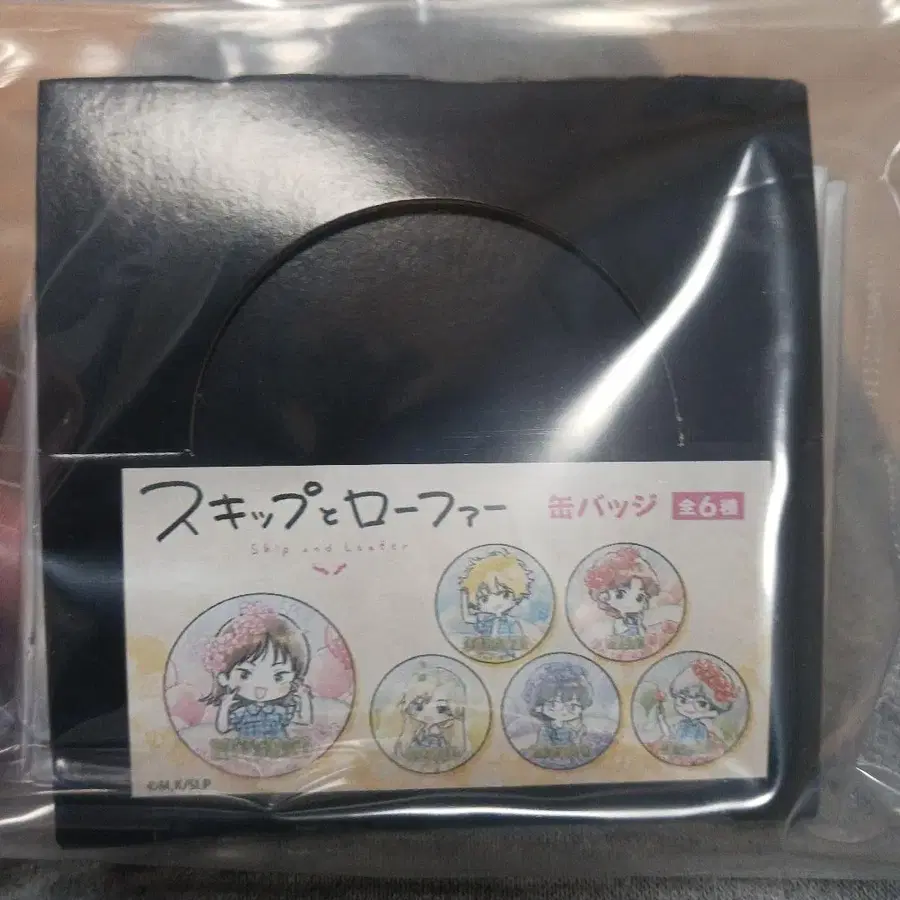 スキップとローファー
缶バッジ 全6種
Skip and Loafer
©M,K/SLP